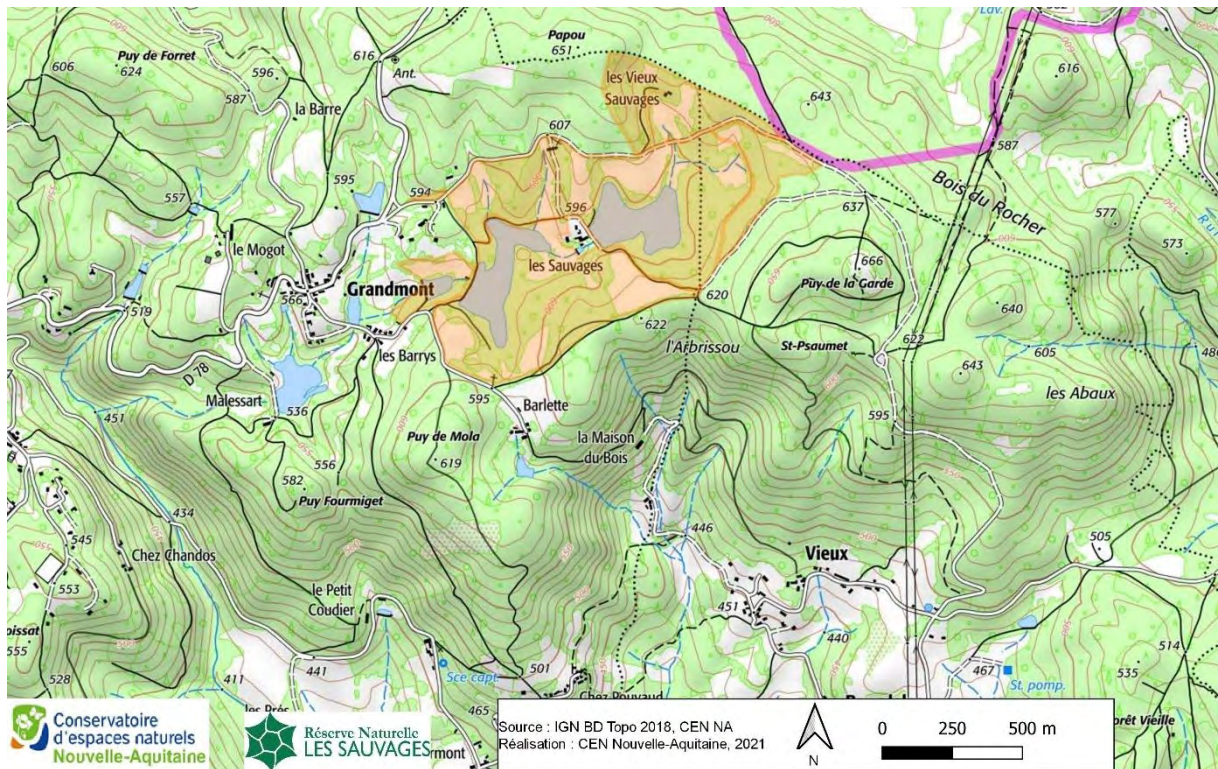 Papou
651
Puy de Forret
624
606
596
587
616
Ant.
la Barre
les Vieux
Sauvages
643
616
Lav.
587
607
595
594
557
596
Bois du Rocher
577
573
637
666
le Mogot
les Sauvages
Grandmont
566
519
620
Puy de la Garde
640
622
622
l'Arbrissou
St-Psaumet
605
643
les Abaux
les Barrys
D 78
Malessart
536
451
595
Barlette
595
Puy de Mola
619
la Maison
du Bois
556
582
Puy Fourmiget
434
545
553
Chez Chandos
446
Vieux
505
le Petit
Coudier
451
440
555
528
441
411
501
467
St. pomp.
514
535
Sce capt.
465
Conservatoire
d'espaces naturels
Nouvelle-Aquitaine
Réserve Naturelle
LES SAUVAGES
Source : IGN BD Topo 2018, CEN NA
Réalisation : CEN Nouvelle-Aquitaine, 2021
N
0 250 500 m